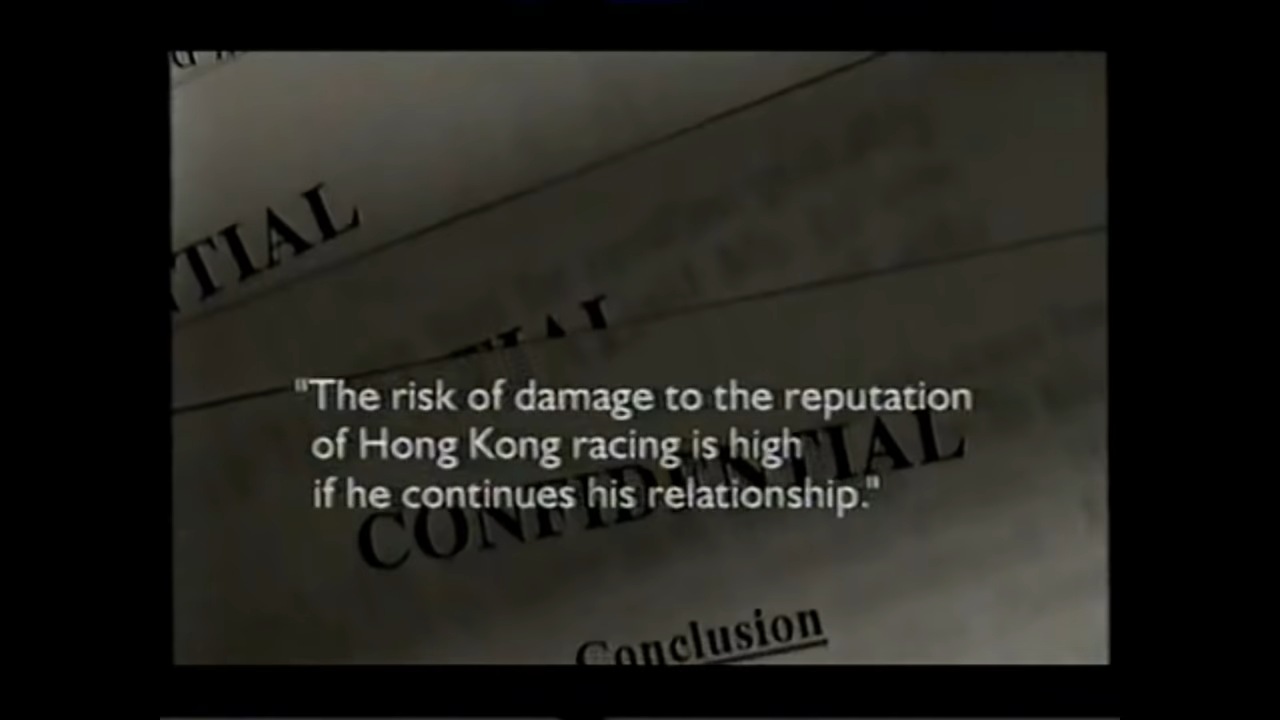 TIAL
TIAL
"The risk of damage to the reputation
of Hong Kong racing is high
if he continues his relationship."
CONFIDENTIAL
Conclusion